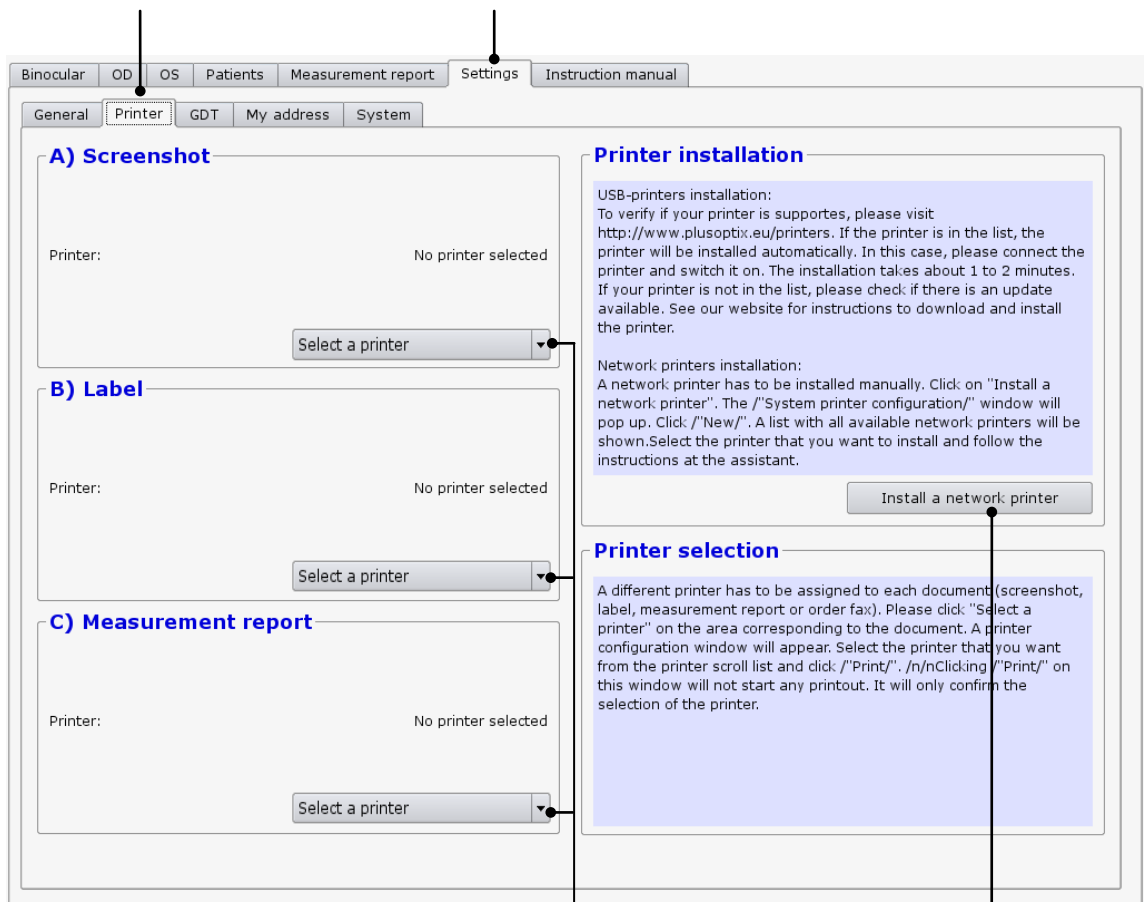 Binocular OD OS Patients Measurement report Settings Instruction manual
General Printer GDT My address System
A) Screenshot
Printer: No printer selected
Select a printer
B) Label
Printer: No printer selected
Select a printer
C) Measurement report
Printer: No printer selected
Select a printer
Printer installation
USB-printers installation:
To verify if your printer is supportes, please visit
http://www.plusoptix.eu/printers. If the printer is in the list, the
printer will be installed automatically. In this case, please connect the
printer and switch it on. The installation takes about 1 to 2 minutes.
If your printer is not in the list, please check if there is an update
available. See our website for instructions to download and install
the printer.
Network printers installation:
A network printer has to be installed manually. Click on "Install a
network printer". The /"System printer configuration/" window will
pop up. Click /"New/". A list with all available network printers will be
shown.Select the printer that you want to install and follow the
instructions at the assistant.
Install a network printer
Printer selection
A different printer has to be assigned to each document (screenshot,
label, measurement report or order fax). Please click "Select a
printer" on the area corresponding to the document. A printer
configuration window will appear. Select the printer that you want
from the printer scroll list and click /"Print/". /n/nClicking /"Print/" on
this window will not start any printout. It will only confirm the
selection of the printer.